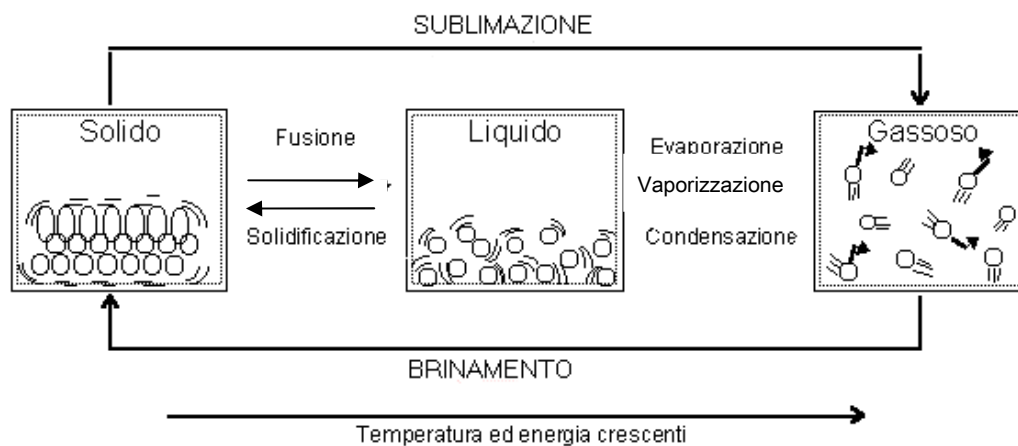 SUBLIMAZIONE
Solido
Fusione
Solidificazione
Liquido
Evaporazione
Vaporizzazione
Condensazione
Gassoso
BRINAMENTO
Temperatura ed energia crescenti